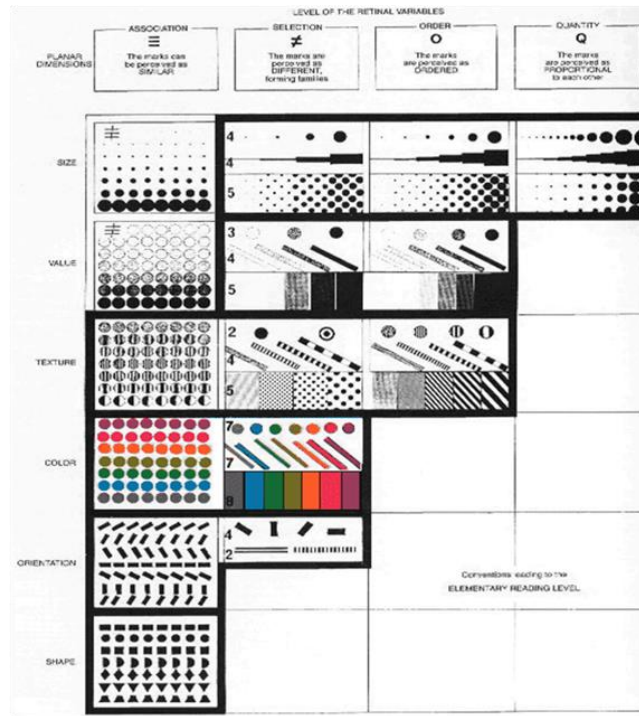 LEVEL OF THE RETINAL VARIABLES
PLANAR
DIMENSIONS
ASSOCIATION
≡
The marks can
be perceived as
SIMILAR
SELECTION
≠
The marks are
perceived as
DIFFERENT,
forming families
ORDER
O
The marks
are perceived as
ORDERED
QUANTITY
Q
The marks
are perceived as
PROPORTIONAL
to each other
SIZE
≢
4
4
5
VALUE
≢
3
4
5
TEXTURE
2
4
5
COLOR
7
7
8
ORIENTATION
4
2
Conventions leading to the
ELEMENTARY READING LEVEL
SHAPE